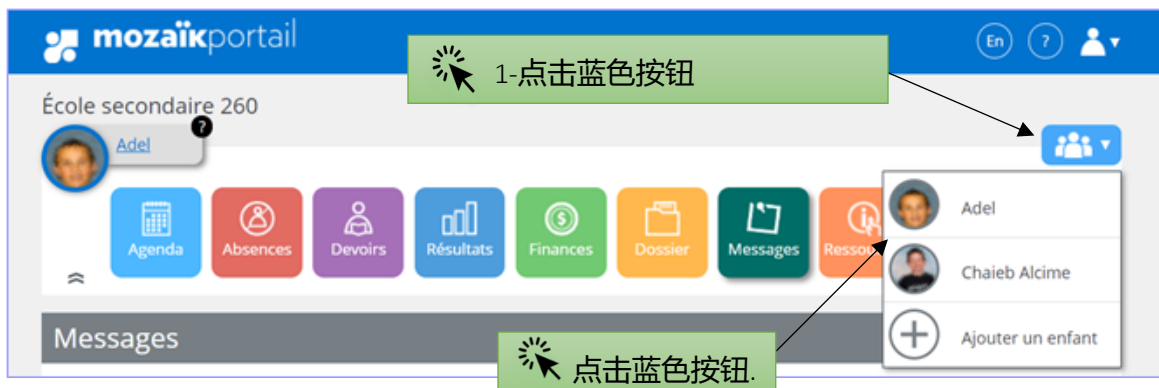 mozaïkportail
En ?
1-点击蓝色按钮
École secondaire 260
Adel
?
Agenda
Absences
Devoirs
Résultats
Finances
Dossier
Messages
Adel
Chaieb Alcime
Ajouter un enfant
Messages
点击蓝色按钮.